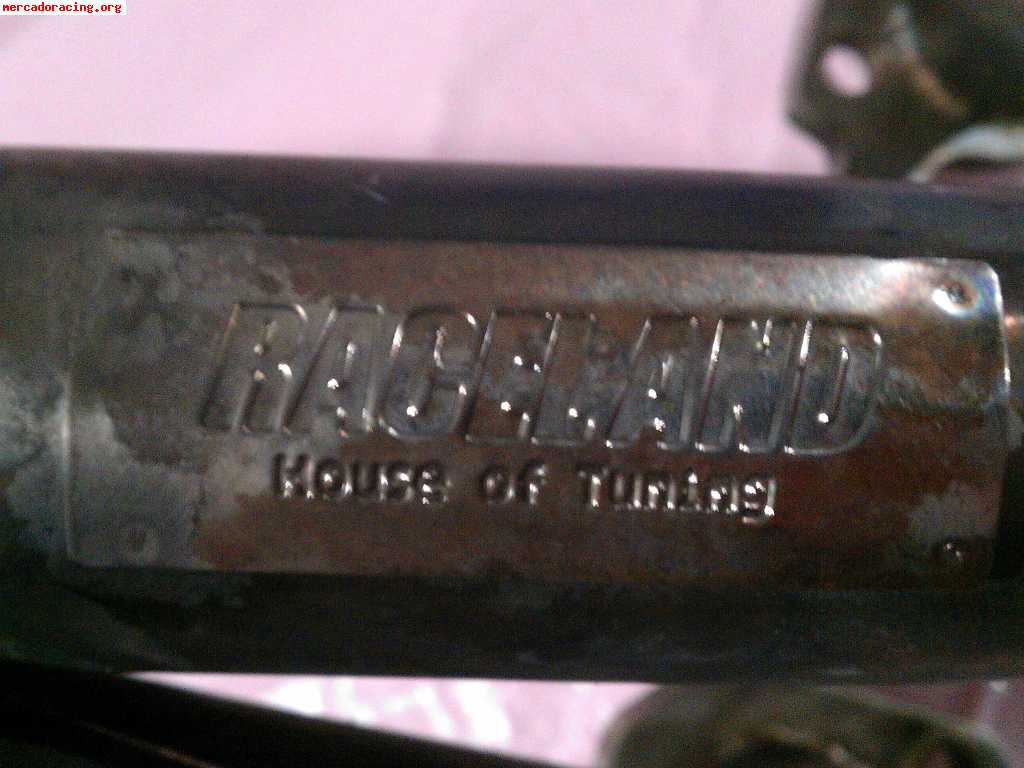 mercadoracing.org
RACELAND
House of Tuning